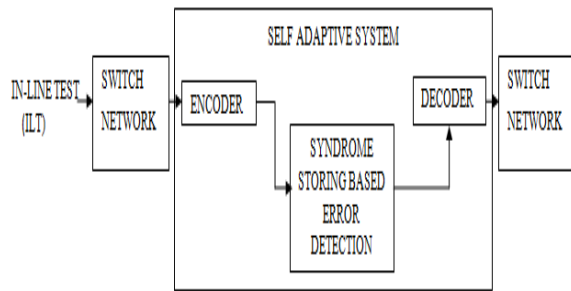 SELF ADAPTIVE SYSTEM
IN-LINE TEST
(ILT)
SWITCH
NETWORK
ENCODER
SYNDROME
STORING BASED
ERROR
DETECTION
DECODER
SWITCH
NETWORK